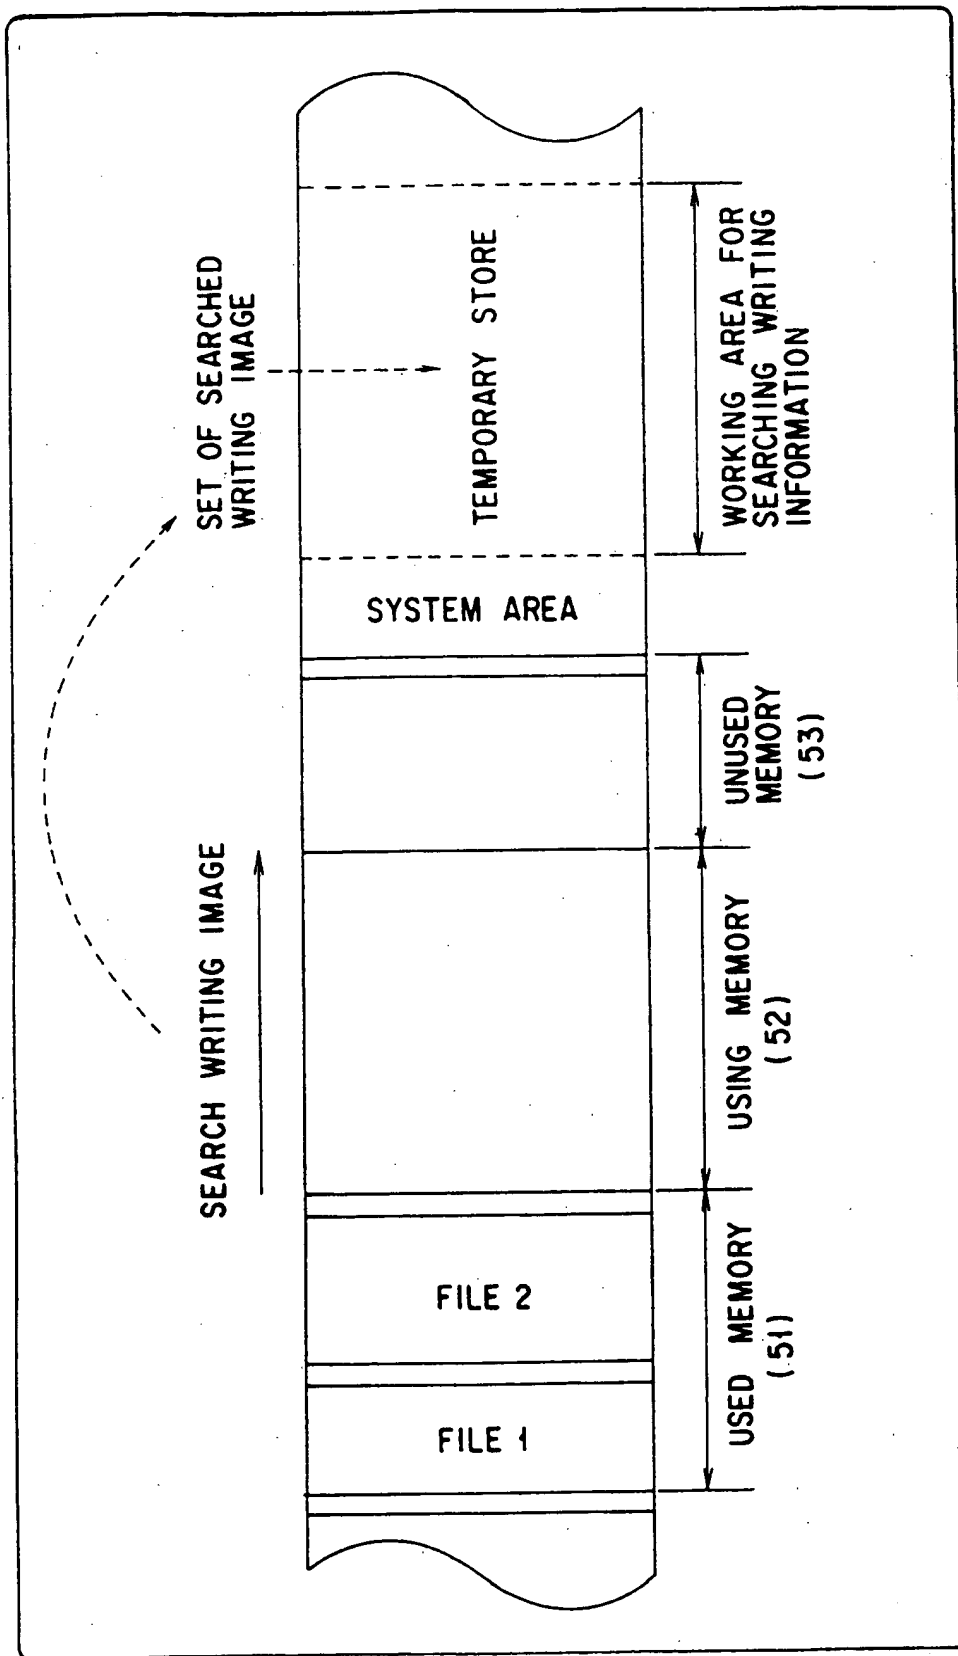 SET OF SEARCHED
WRITING IMAGE
SEARCH WRITING IMAGE
TEMPORARY STORE
SYSTEM AREA
FILE 2
FILE 1
WORKING AREA FOR
SEARCHING WRITING
INFORMATION
UNUSED
MEMORY
(53)
USING MEMORY
(52)
USED MEMORY
(51)